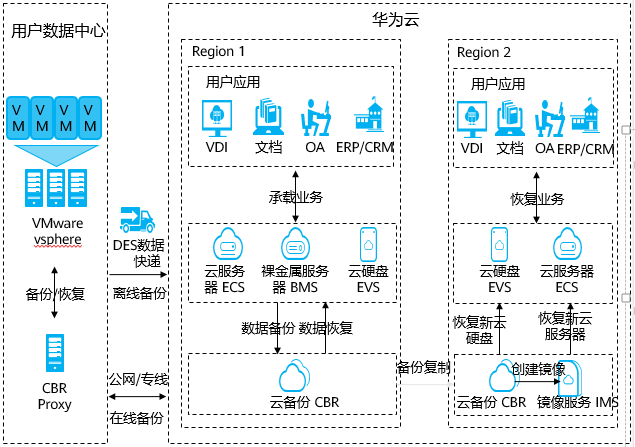 用户数据中心
V M
V M
V M
V M
VMware
vsphere
备份/恢复
CBR
Proxy
DES数据
快递
离线备份
公网/专线
在线备份
华为云
Region 1
用户应用
VDI
文档
OA
ERP/CRM
承载业务
云服务
器 ECS
裸金属服务
器 BMS
云硬盘
EVS
数据备份
数据恢复
云备份 CBR
备份复制
Region 2
用户应用
VDI
文档
OA
ERP/CRM
恢复业务
云硬盘
EVS
云服务器
ECS
恢复新云
硬盘
恢复新云
服务器
创建镜像
云备份 CBR
镜像服务 IMS